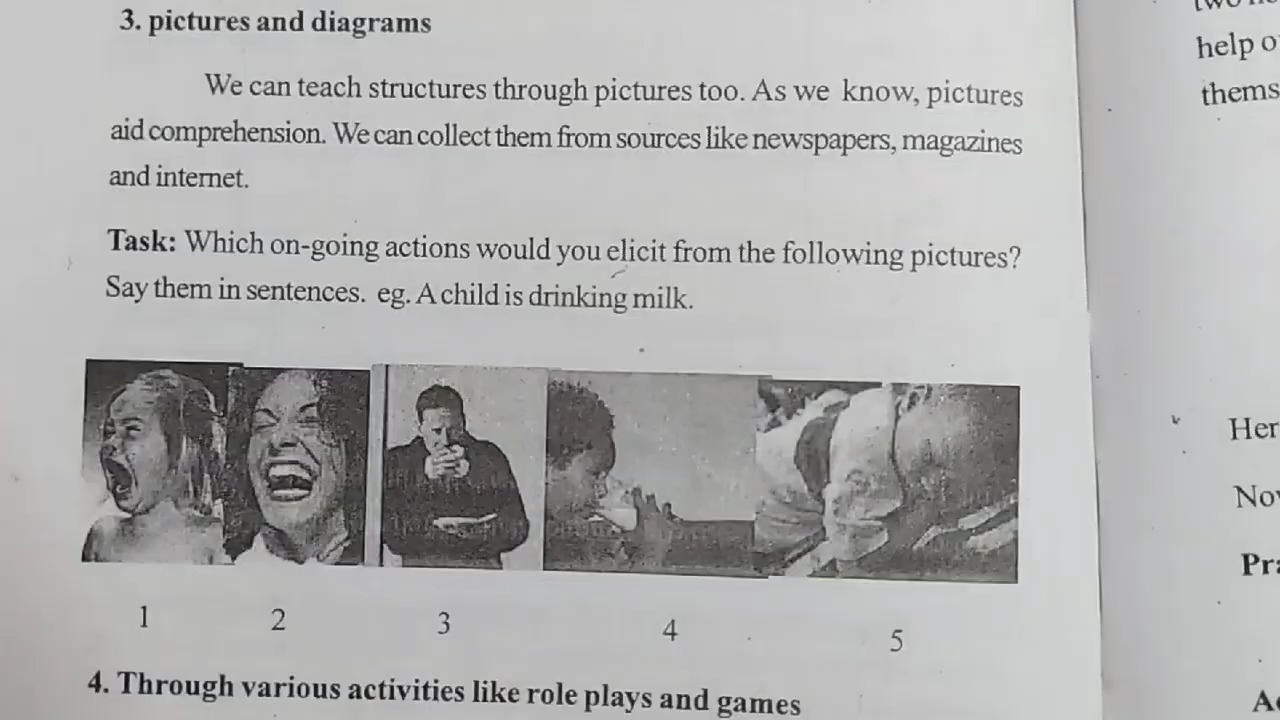 3. pictures and diagrams
We can teach structures through pictures too. As we know, pictures
aid comprehension. We can collect them from sources like newspapers, magazines
and internet.
Task: Which on-going actions would you elicit from the following pictures?
Say them in sentences. eg. A child is drinking milk.
1 2 3 4 5
4. Through various activities like role plays and games
help
Her